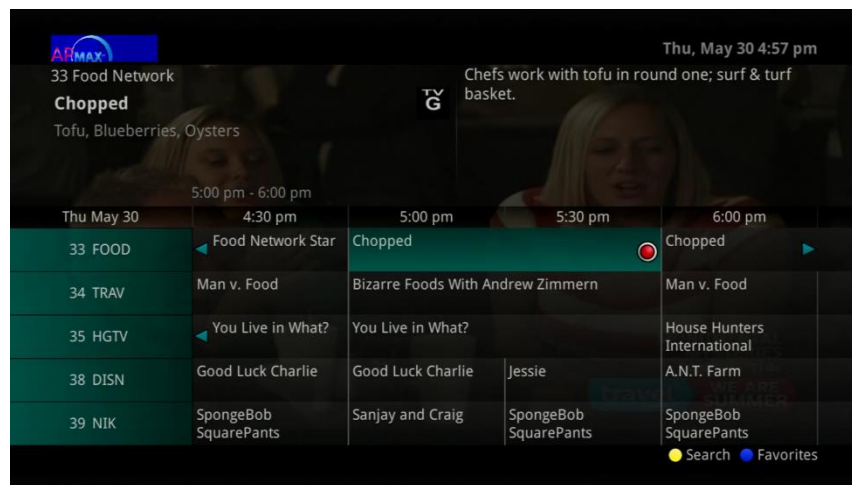 APMAX
Thu, May 30 4:57 pm
33 Food Network
Chopped
Tofu, Blueberries, Oysters
TV
G
Chefs work with tofu in round one; surf & turf
basket.
5:00 pm - 6:00 pm
Thu May 30 4:30 pm 5:00 pm 5:30 pm 6:00 pm
33 FOOD Food Network Star Chopped Chopped
34 TRAV Man v. Food Bizarre Foods With Andrew Zimmern Man v. Food
35 HGTV You Live in What? You Live in What? House Hunters
International
38 DISN Good Luck Charlie Good Luck Charlie Jessie A.N.T. Farm
travel WE ARE
SUMMER
39 NIK SpongeBob Sanjay and Craig SpongeBob SpongeBob
SquarePants SquarePants SquarePants
Search Favorites